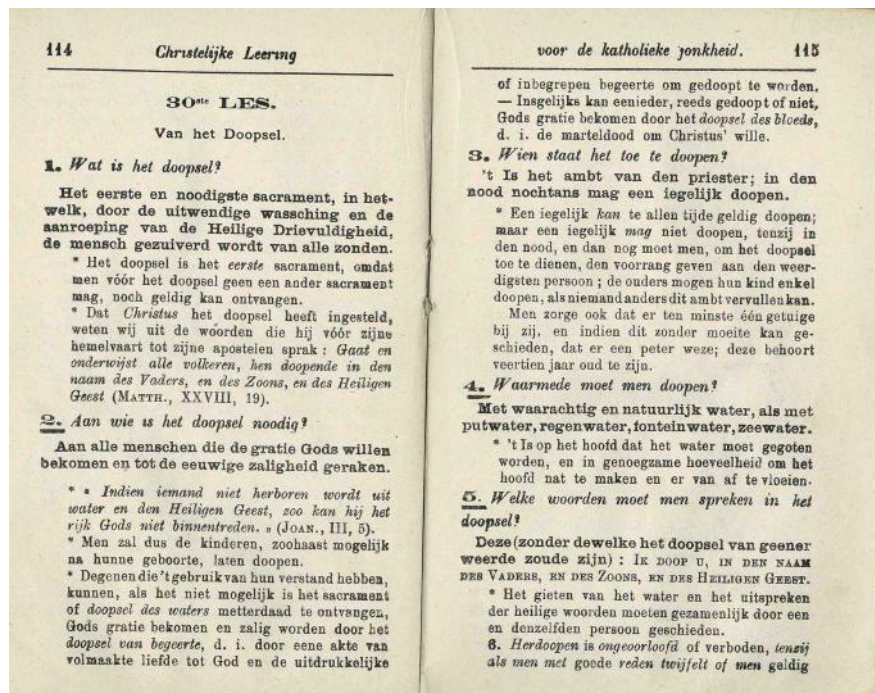 114 Christelijke Leering
30ste LES.
Van het Doopsel.
1. Wat is het doopsel?
Het eerste en noodigste sacrament, in het-
welk, door de uitwendige wassching en de
aanroeping van de Heilige Drievuldigheid,
de mensch gezuiverd wordt van alle zonden.
* Het doopsel is het eerste sacrament, omdat
men vóór het doopsel geen een ander sacrament
mag, noch geldig kan ontvangen.
* Dat Christus het doopsel heeft ingesteld,
weten wij uit de woorden die hij vóór zijne
hemelvaart tot zijne apostelen sprak : Gaat en
onderwijst alle volkeren, hen doopende in den
naam des Vaders, en des Zoons, en des Heiligen
Geest (MATTH., XXVIII, 19).
2. Aan wie is het doopsel noodig?
Aan alle menschen die de gratie Gods willen
bekomen en tot de eeuwige zaligheid geraken.
* « Indien iemand niet herboren wordt uit
water en den Heiligen Geest, zoo kan hij het
rijk Gods niet binnentreden. » (JOAN., III, 5).
* Men zal dus de kinderen, zoohaast mogelijk
na hunne geboorte, laten doopen.
* Degenen die 't gebruik van hun verstand hebben,
kunnen, als het niet mogelijk is het sacrament
of doopsel des waters metterdaad te ontvangen,
Gods gratie bekomen en zalig worden door het
doopsel van begeerte, d. i. door eene akte van
volmaakte liefde tot God en de uitdrukkelijke
voor de katholieke jonkheid. 115
of inbegrepen begeerte om gedoopt te worden.
— Insgelijks kan eenieder, reeds gedoopt of niet,
Gods gratie bekomen door het doopsel des bloeds,
d. i. de marteldood om Christus' wille.
3. Wien staat het toe te doopen?
't Is het ambt van den priester; in den
nood nochtans mag een iegelijk doopen.
* Een iegelijk kan te allen tijde geldig doopen;
maar een iegelijk mag niet doopen, tenzij in
den nood, en dan nog moet men, om het doopsel
toe te dienen, den voorrang geven aan den weer-
digsten persoon ; de ouders mogen hun kind enkel
doopen, als niemand anders dit ambt vervullen kan.
Men zorge ook dat er ten minste één getuige
bij zij, en indien dit zonder moeite kan ge-
schieden, dat er een peter weze; deze behoort
veertien jaar oud te zijn.
4. Waarmede moet men doopen?
Met waarachtig en natuurlijk water, als met
putwater, regenwater, fonteinwater, zeewater.
* 't Is op het hoofd dat het water moet gegoten
worden, en in genoegzame hoeveelheid om het
hoofd nat te maken en er van af te vloeien.
5. Welke woorden moet men spreken in het
doopsel?
Deze (zonder dewelke het doopsel van geener
weerde zoude zijn) : IK DOOP U, IN DEN NAAM
DES VADERS, EN DES ZOONS, EN DES HEILIGEN GEEST.
* Het gieten van het water en het uitspreken
der heilige woorden moeten gezamenlijk door een
en denzelfden persoon geschieden.
6. Herdoopen is ongeoorloofd of verboden, tenzij
als men met goede reden twijfelt of men geldig